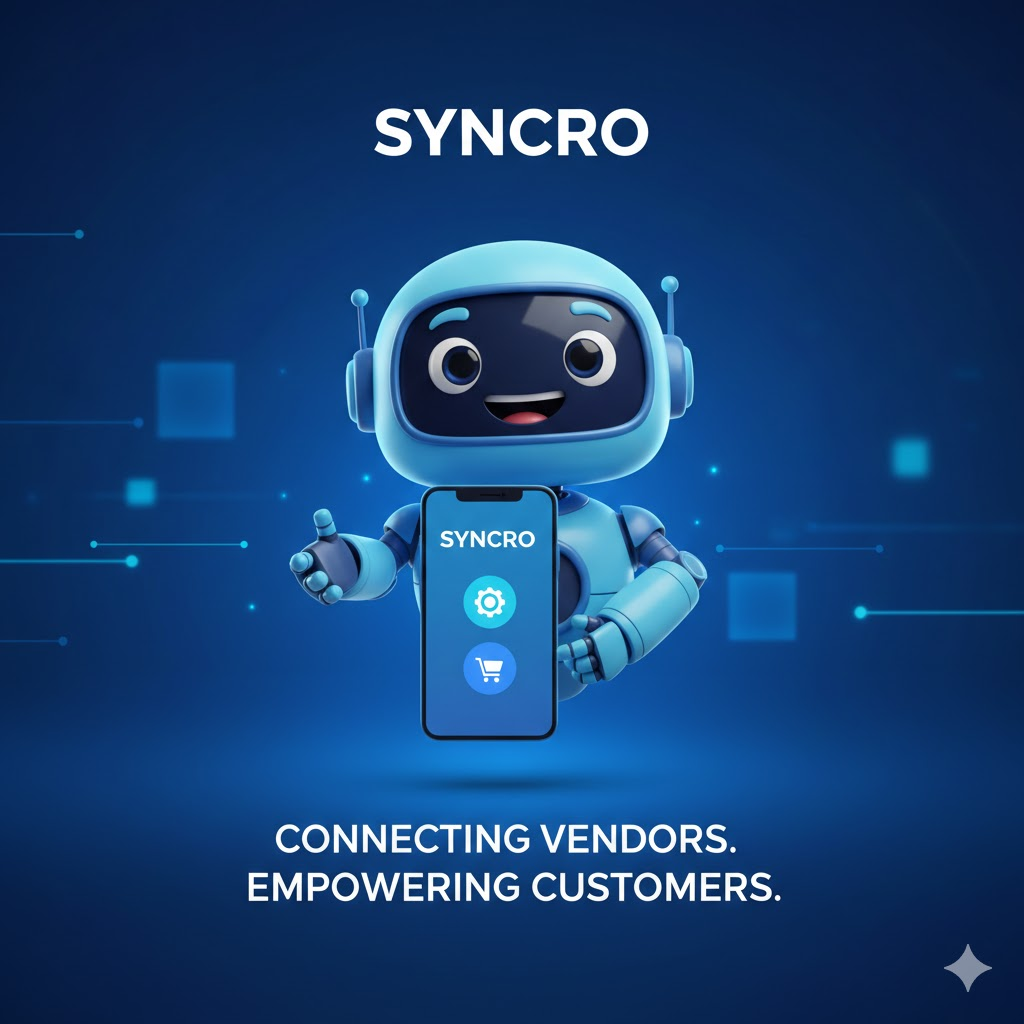 SYNCRO
SYNCRO
CONNECTING VENDORS.
EMPOWERING CUSTOMERS.